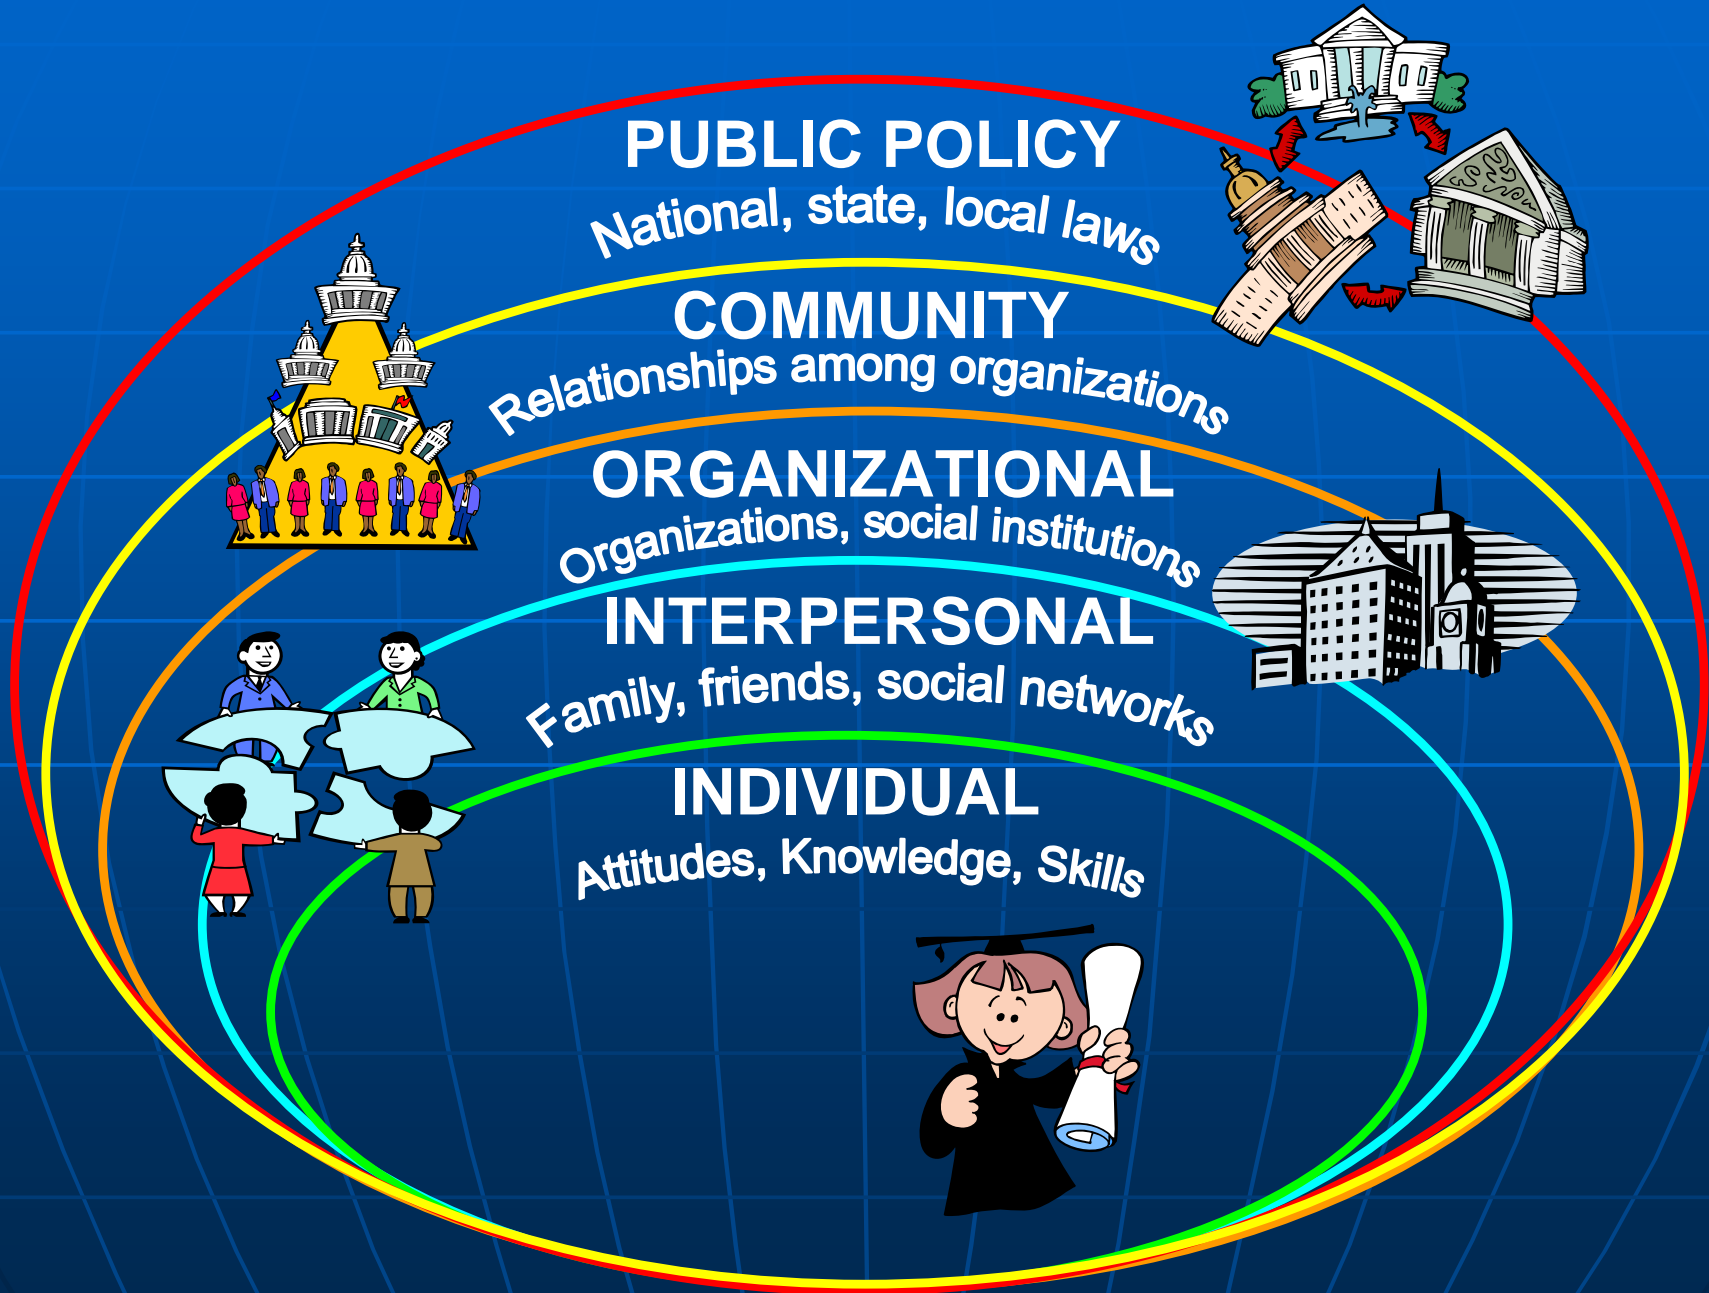 PUBLIC POLICY
National, state, local laws
COMMUNITY
Relationships among organizations
ORGANIZATIONAL
Organizations, social institutions
INTERPERSONAL
Family, friends, social networks
INDIVIDUAL
Attitudes, Knowledge, Skills